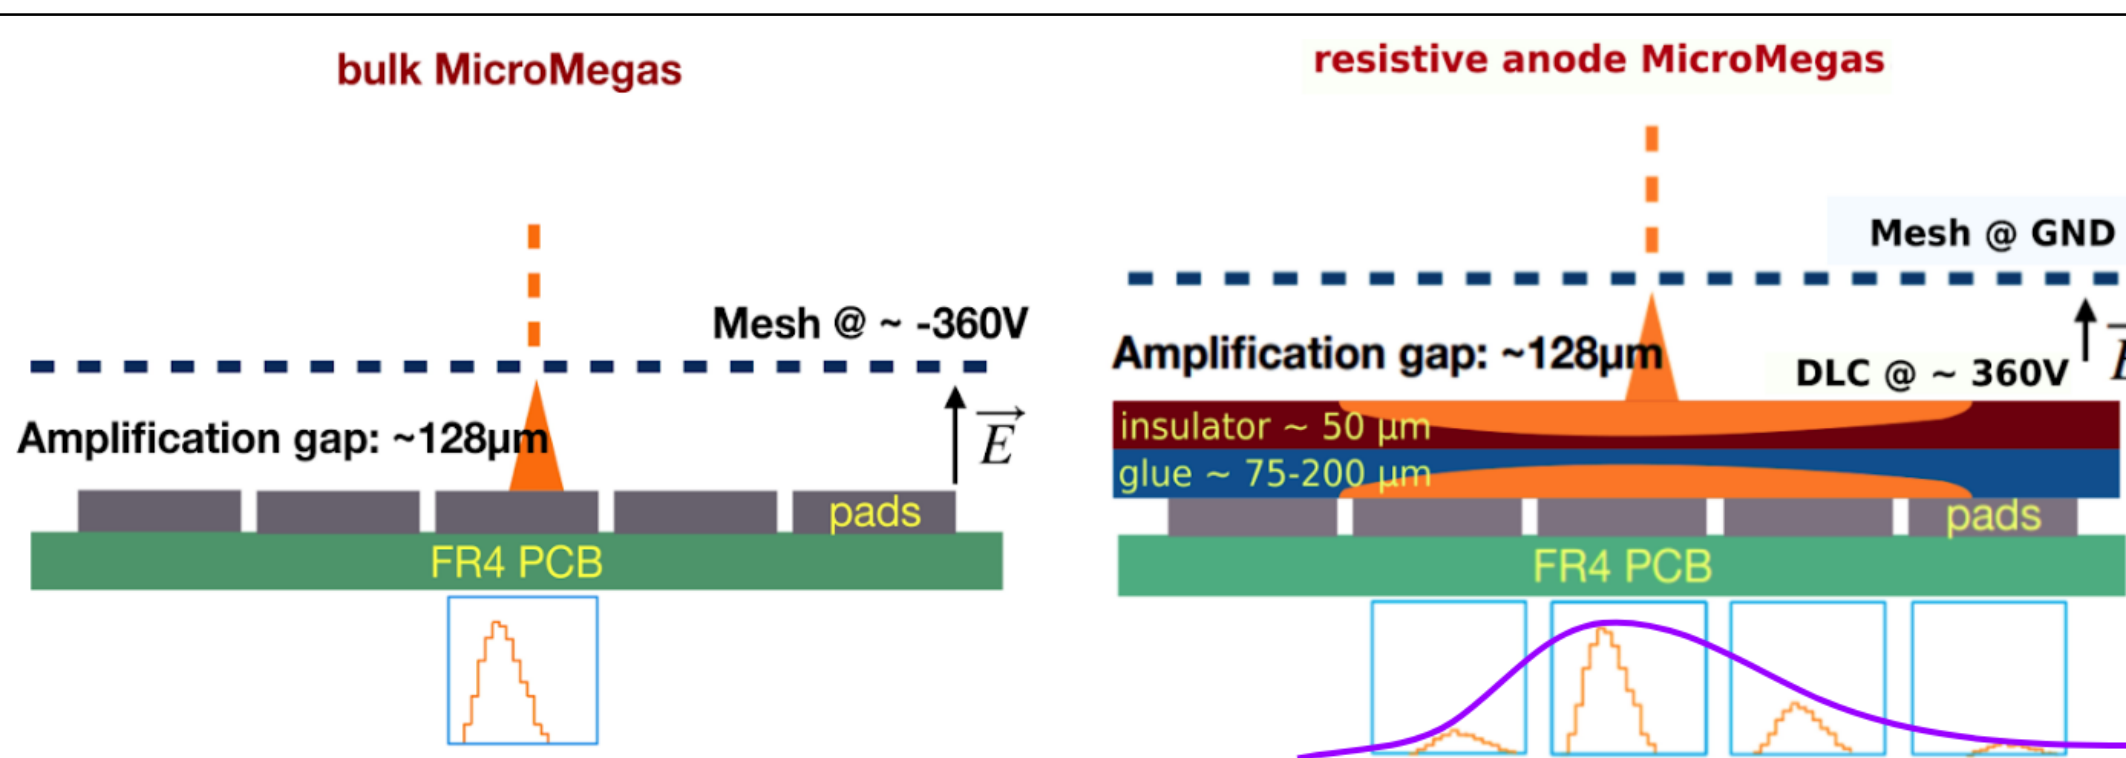 bulk MicroMegas
Mesh @ ~ -360V
Amplification gap: ~128µm
E
pads
FR4 PCB
resistive anode MicroMegas
Mesh @ GND
Amplification gap: ~128µm
DLC @ ~ 360V
insulator ~ 50 µm
glue ~ 75-200 µm
pads
FR4 PCB